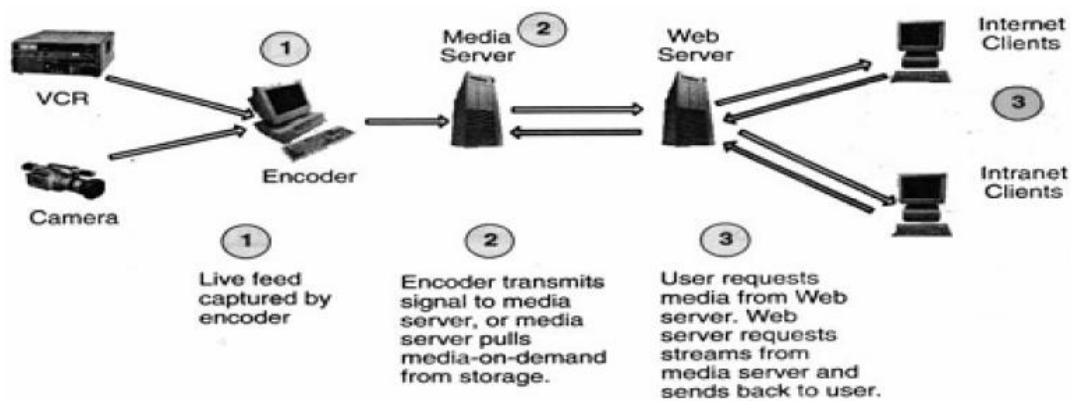 1
Media
Server
2
Web
Server
Internet
Clients
VCR
3
Encoder
Intranet
Clients
Camera
1
Live feed
captured by
encoder
2
Encoder transmits
signal to media
server, or media
server pulls
media-on-demand
from storage.
3
User requests
media from Web
server. Web
server requests
streams from
media server and
sends back to user.